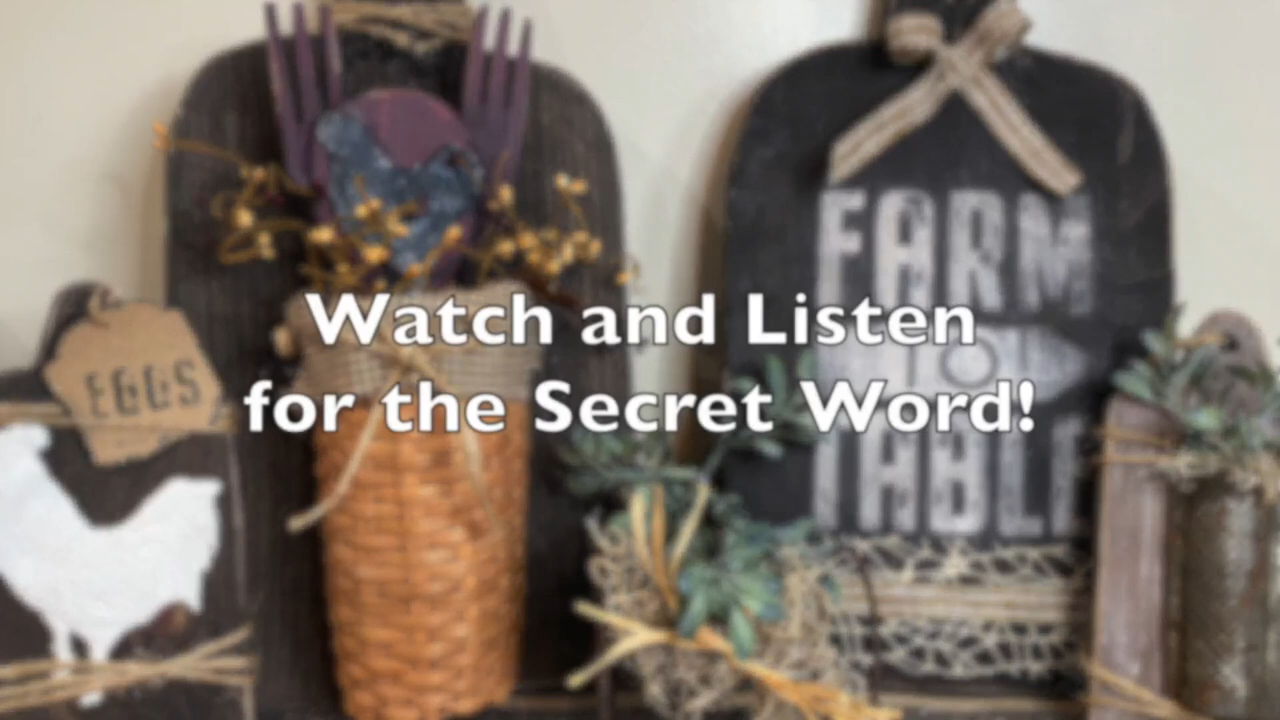 FARM
TO
TABLE
EGGS
Watch and Listen
for the Secret Word!